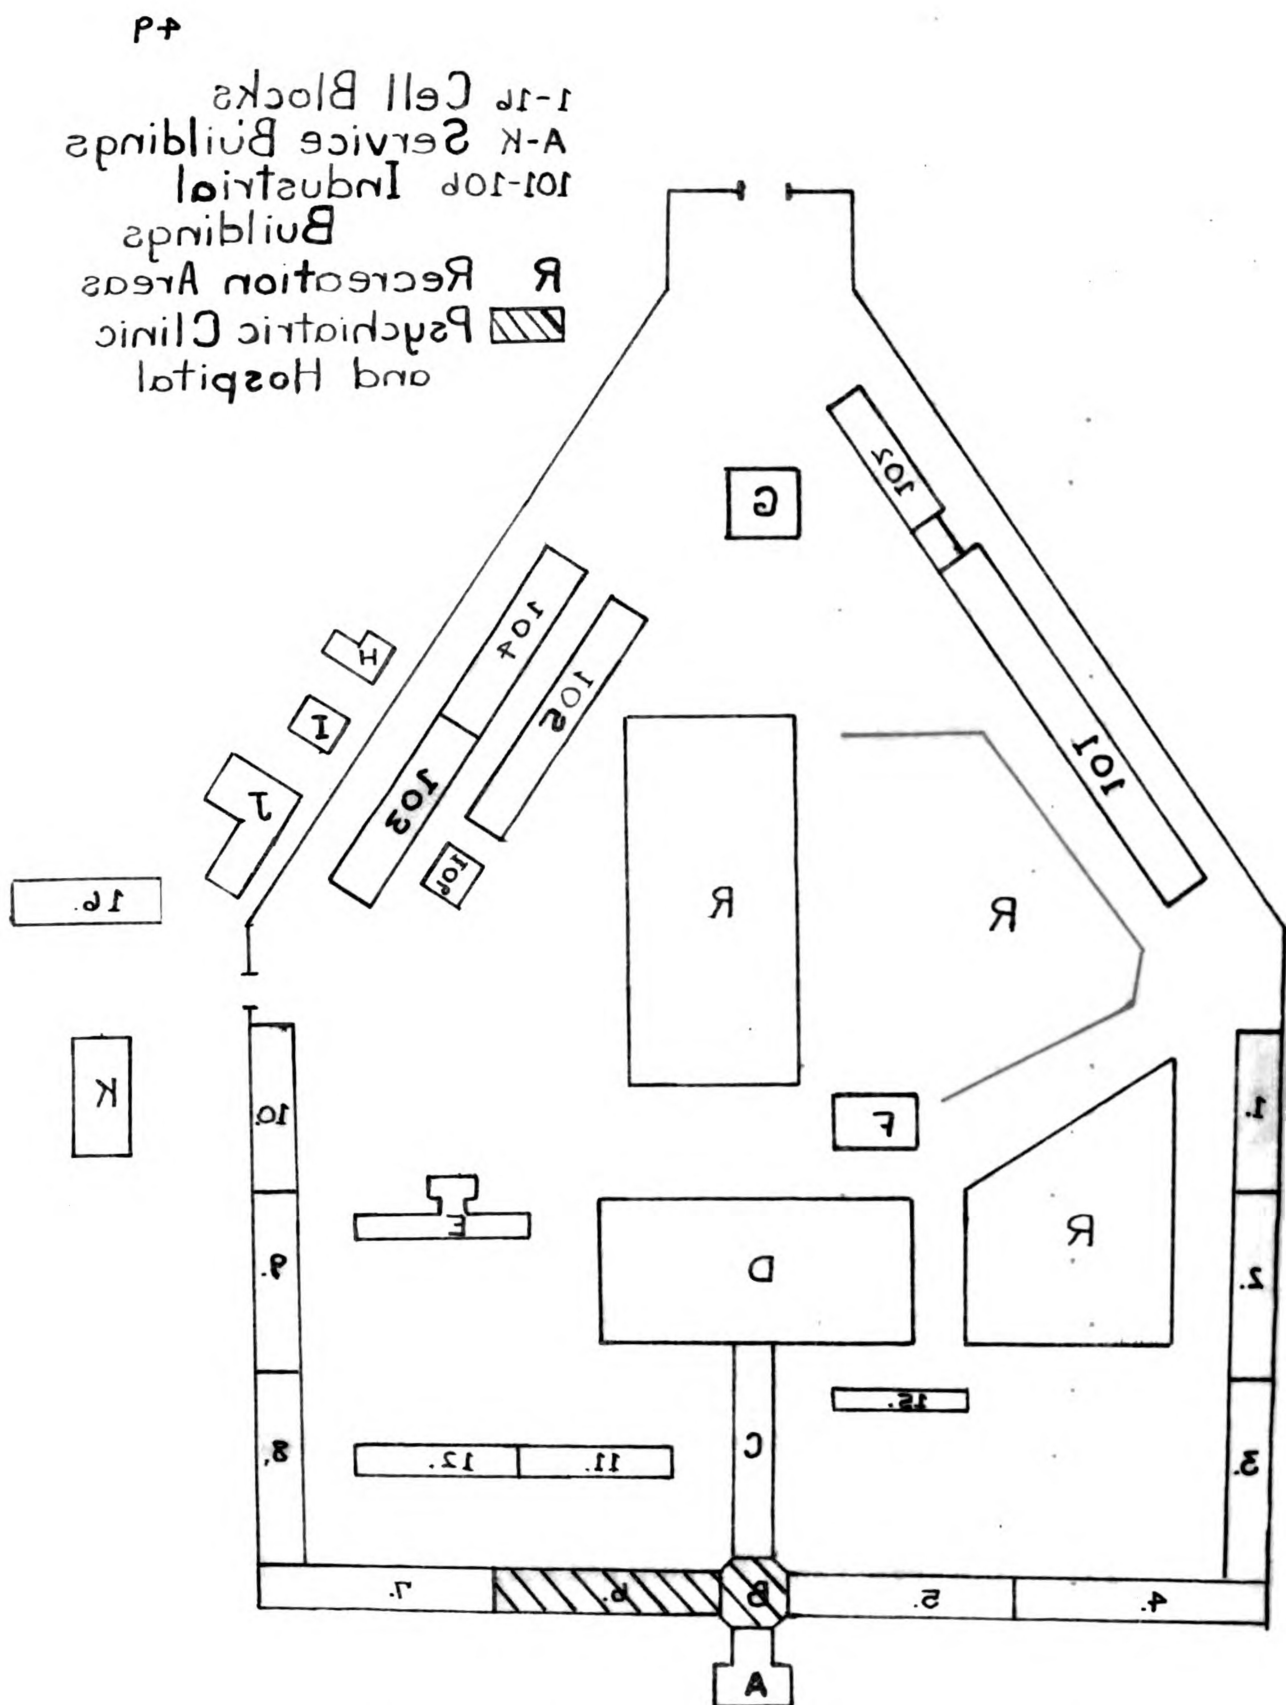 49
1-16 Cell Blocks
A-K Service Buildings
101-106 Industrial
Buildings
R Recreation Areas
Psychiatric Clinic
and Hospital
102
G
104
H
105
I
101
103
J
106
16.
R
R
K
10.
1.
F
E
R
9.
D
2.
15.
12.
11.
C
8.
3.
7.
6.
B
5.
4.
A